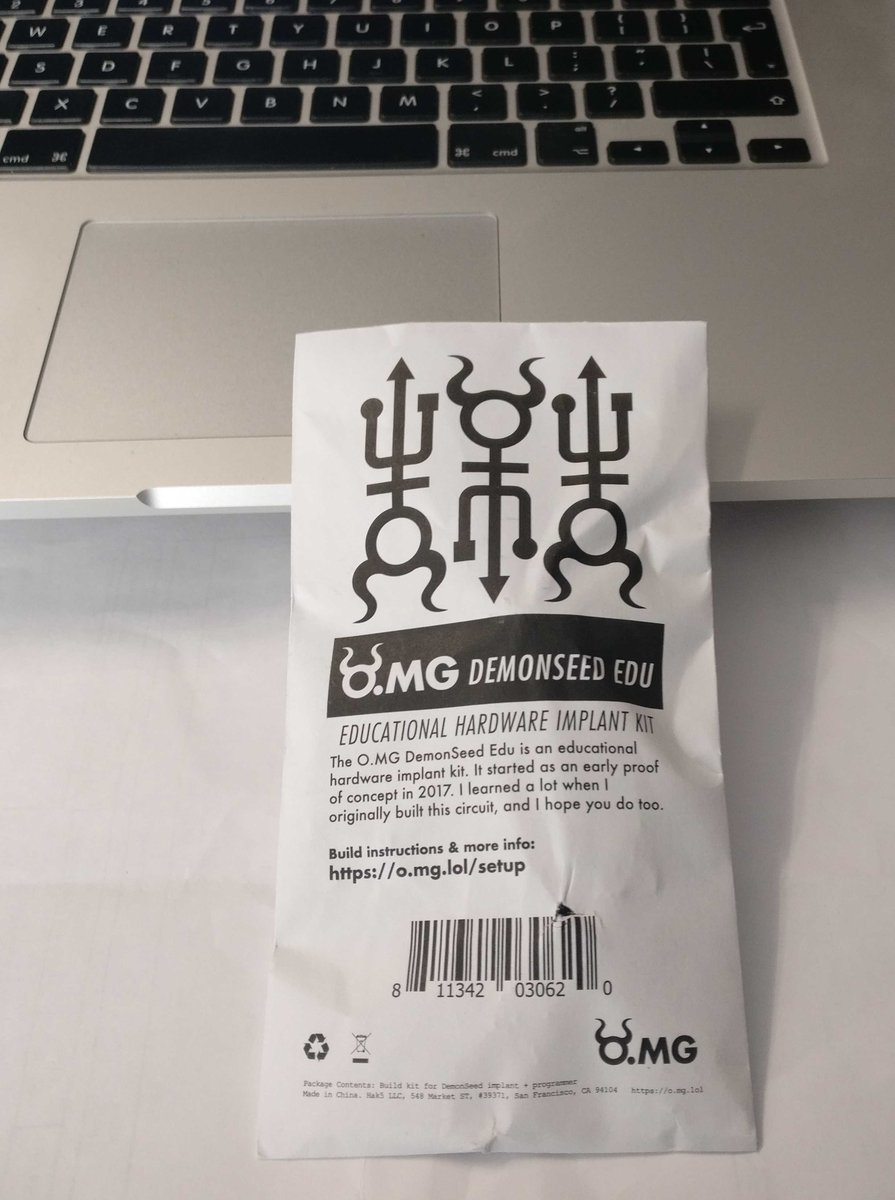 W E R T Y U I O P { [ } ]
S D F G H J K L : ; " ' | \
X C V B N M < , > . ? /
cmd ⌘ ⌘ cmd alt
O.MG DEMONSEED EDU
EDUCATIONAL HARDWARE IMPLANT KIT
The O.MG DemonSeed Edu is an educational
hardware implant kit. It started as an early proof
of concept in 2017. I learned a lot when I
originally built this circuit, and I hope you do too.
Build instructions & more info:
https://o.mg.lol/setup
8 11342 03062 0
O.MG
Package Contents: Build kit for DemonSeed implant + programmer
Made in China. Hak5 LLC, 548 Market ST, #39371, San Francisco, CA 94104 https://o.mg.lol